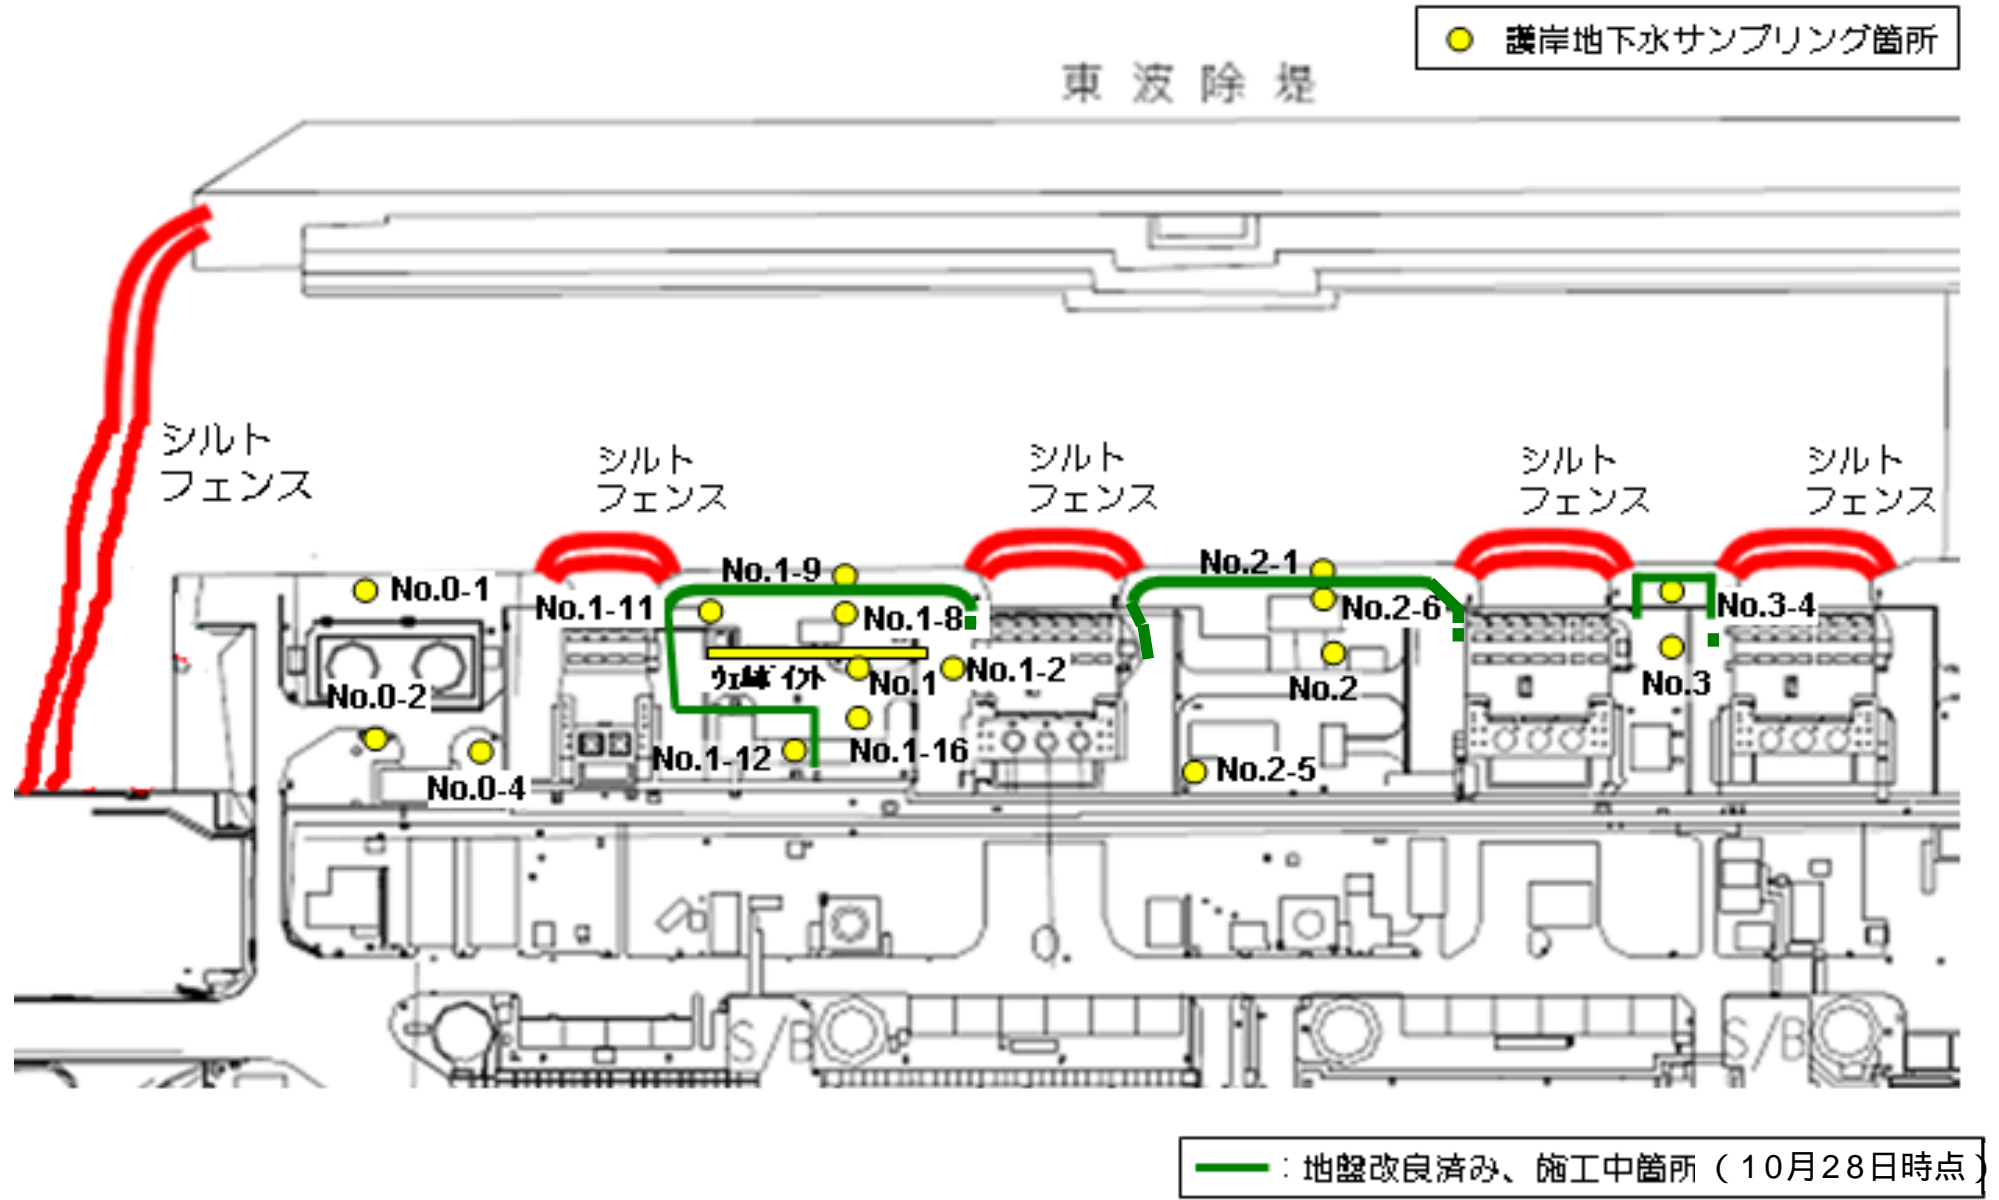 護岸地下水サンプリング箇所
東波除堤
シルト
フェンス
シルト
フェンス
シルト
フェンス
シルト
フェンス
シルト
フェンス
No.0-1
No.1-9
No.2-1
No.1-11
No.1-8
No.2-6
No.3-4
No.0-2
ｳｪﾙﾎﾟｲﾝﾄ
No.1
No.1-2
No.2
No.3
No.1-12
No.1-16
No.2-5
No.0-4
S/B
S/B
：地盤改良済み、施工中箇所（10月28日時点）